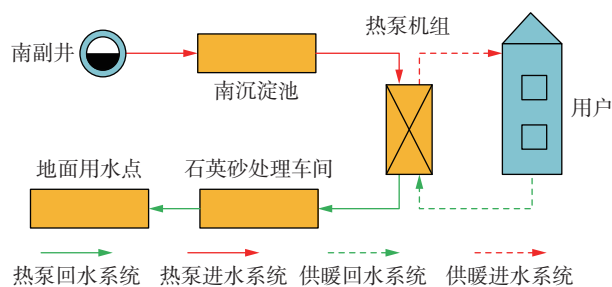 热泵机组
南副井
南沉淀池
用户
地面用水点
石英砂处理车间
热泵回水系统
热泵进水系统
供暖回水系统
供暖进水系统